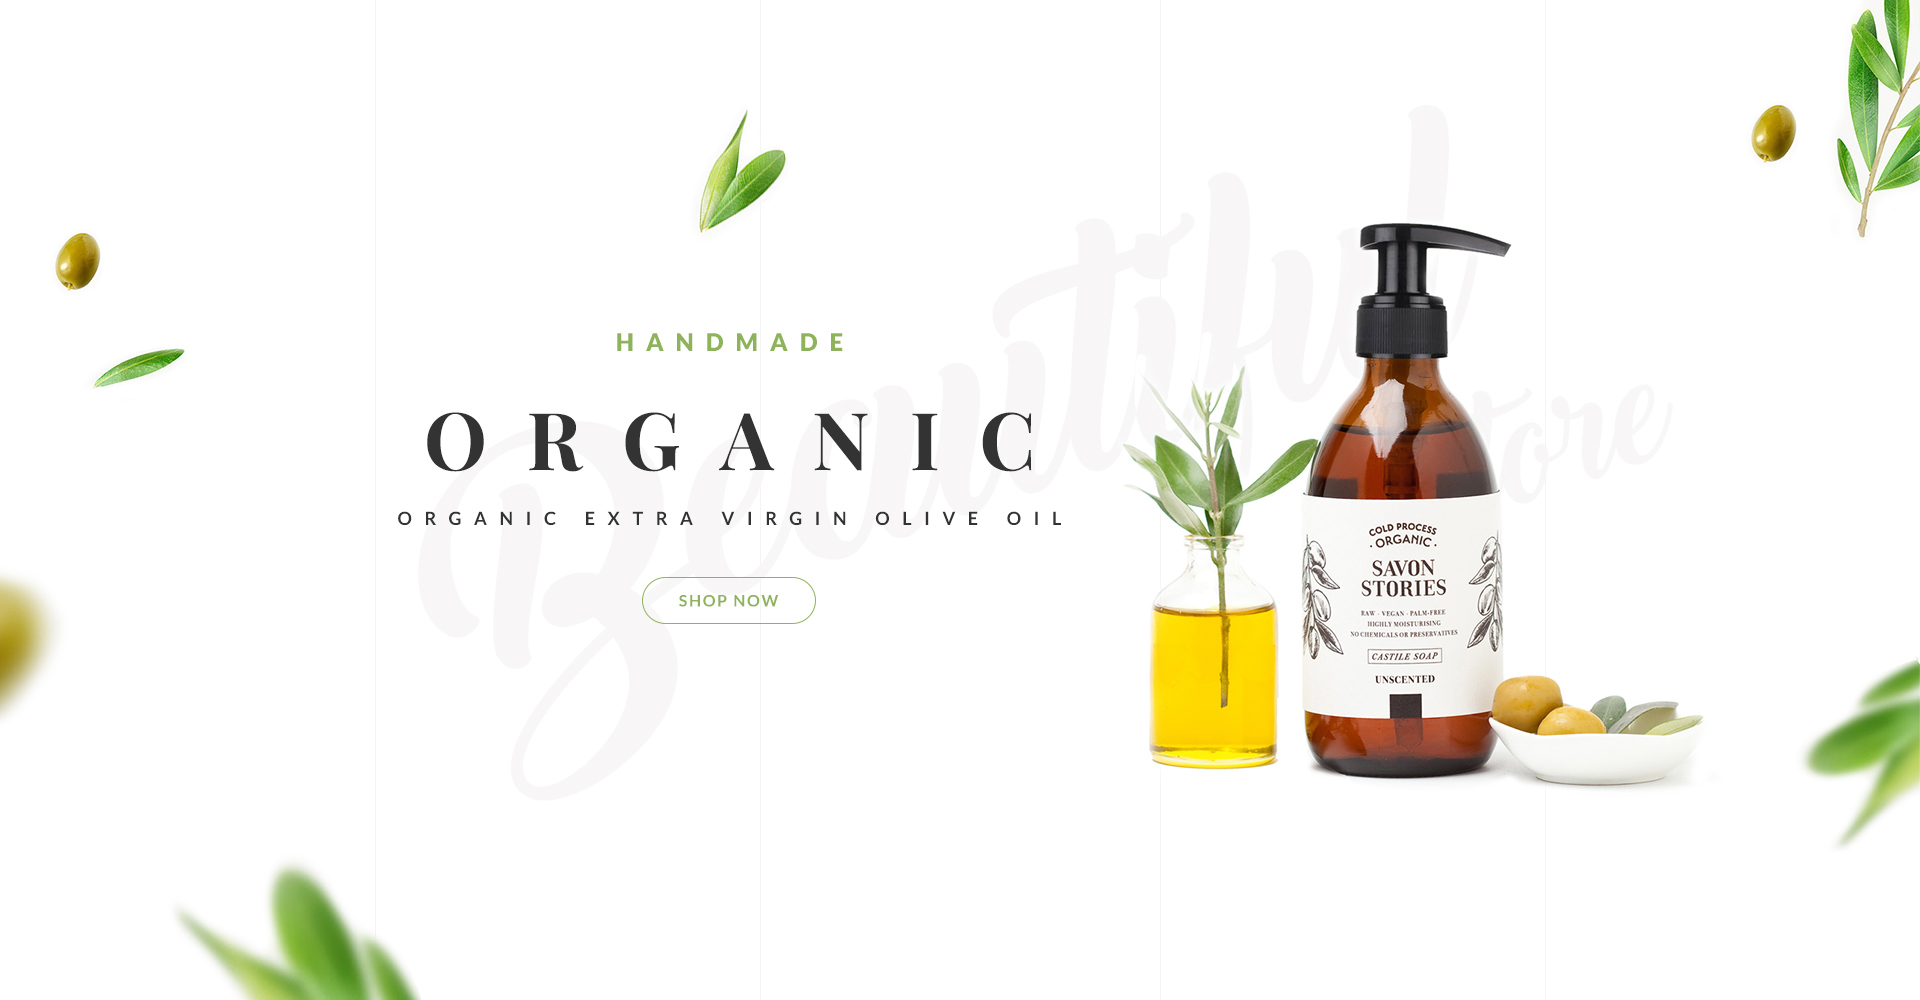 HANDMADE
ORGANIC
ORGANIC EXTRA VIRGIN OLIVE OIL
SHOP NOW
Beautiful
Store
COLD PROCESS
· ORGANIC ·
SAVON
STORIES
RAW · VEGAN · PALM-FREE
HIGHLY MOISTURISING
NO CHEMICALS OR PRESERVATIVES
CASTILE SOAP
UNSCENTED